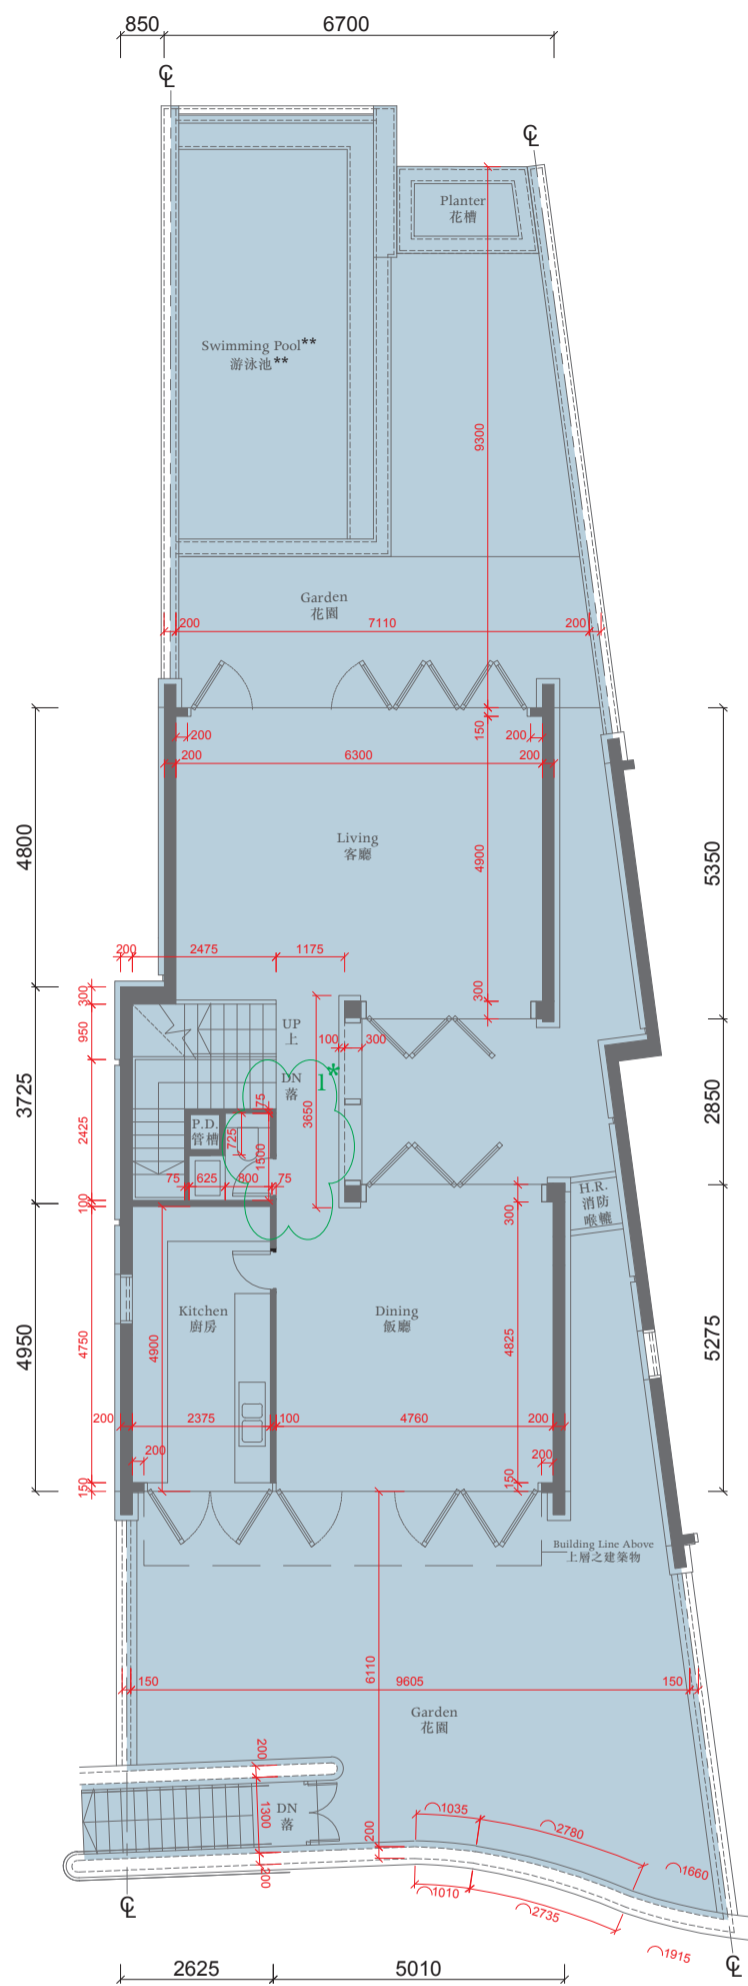 850 6700
℄
℄
Planter
花槽
Swimming Pool**
游泳池**
9300
Garden
花園
200 7110 200
200 150 200
200 6300 200
4800
Living
客廳
4900
5350
200 2475 1175
300
300
950
UP
上
100 300
DN
落
1*
3725
2425
3650
2850
P.D.
管槽
75
725
1500
75 625 800 75
100
H.R.
消防
喉轆
300
Kitchen
廚房
Dining
飯廳
4950
4750
4900
4825
5275
200 2375 100 4760 200
200 200
150
150
Building Line Above
上層之建築物
6110
150 9605 150
Garden
花園
200
DN
落
1300
200
200
⌒1035
⌒2780
⌒1660
⌒1010
⌒2735
⌒1915
℄
℄
2625 5010